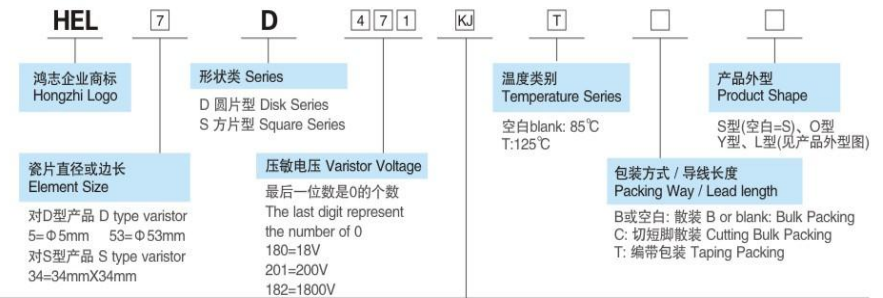 HEL 7 D 471 KJ T
鸿志企业商标
Hongzhi Logo
形状类 Series
D 圆片型 Disk Series
S 方片型 Square Series
温度类别
Temperature Series
空白blank: 85℃
T:125℃
产品外型
Product Shape
S型(空白=S)、O型
Y型、L型(见产品外型图)
瓷片直径或边长
Element Size
对D型产品 D type varistor
5=Φ5mm 53=Φ53mm
对S型产品 S type varistor
34=34mmX34mm
压敏电压 Varistor Voltage
最后一位数是0的个数
The last digit represent
the number of 0
180=18V
201=200V
182=1800V
包装方式 / 导线长度
Packing Way / Lead length
B或空白: 散装 B or blank: Bulk Packing
C: 切短脚散装 Cutting Bulk Packing
T: 编带包装 Taping Packing